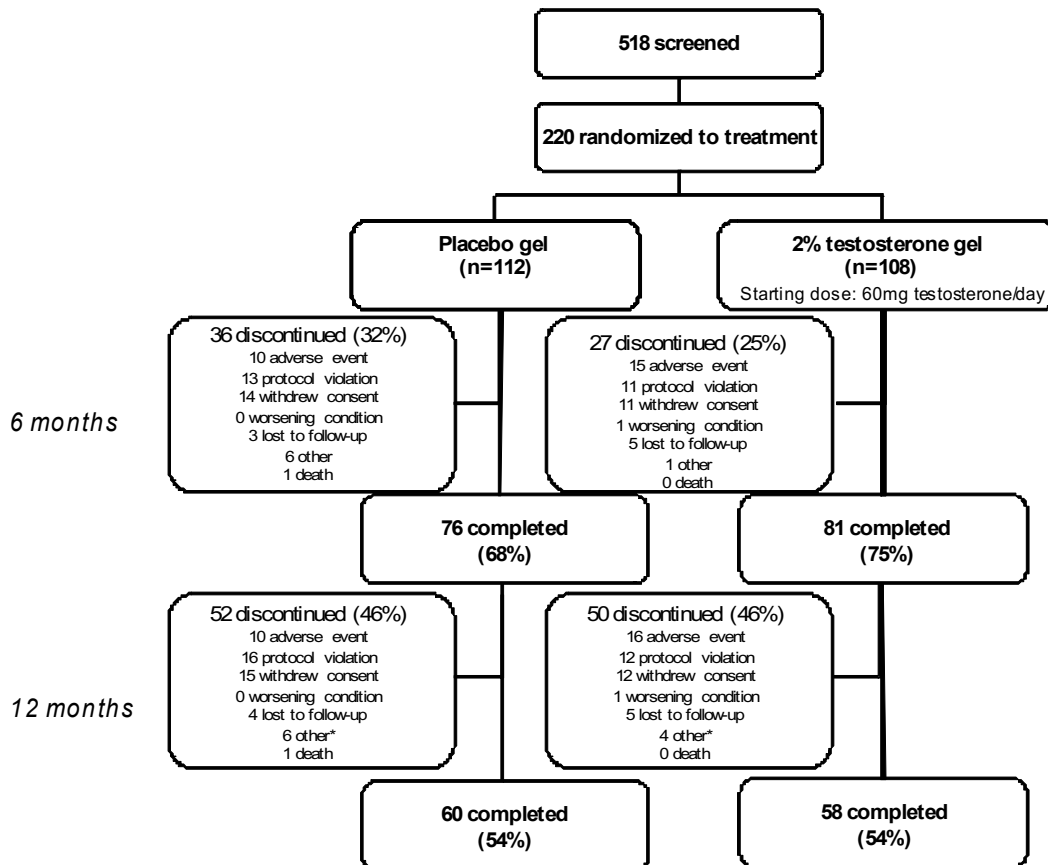 518 screened
220 randomized to treatment
Placebo gel
(n=112)
2% testosterone gel
(n=108)
Starting dose: 60mg testosterone/day
6 months
36 discontinued (32%)
10 adverse event
13 protocol violation
14 withdrew consent
0 worsening condition
3 lost to follow-up
6 other
1 death
27 discontinued (25%)
15 adverse event
11 protocol violation
11 withdrew consent
1 worsening condition
5 lost to follow-up
1 other
0 death
76 completed
(68%)
81 completed
(75%)
12 months
52 discontinued (46%)
10 adverse event
16 protocol violation
15 withdrew consent
0 worsening condition
4 lost to follow-up
6 other*
1 death
50 discontinued (46%)
16 adverse event
12 protocol violation
12 withdrew consent
1 worsening condition
5 lost to follow-up
4 other*
0 death
60 completed
(54%)
58 completed
(54%)